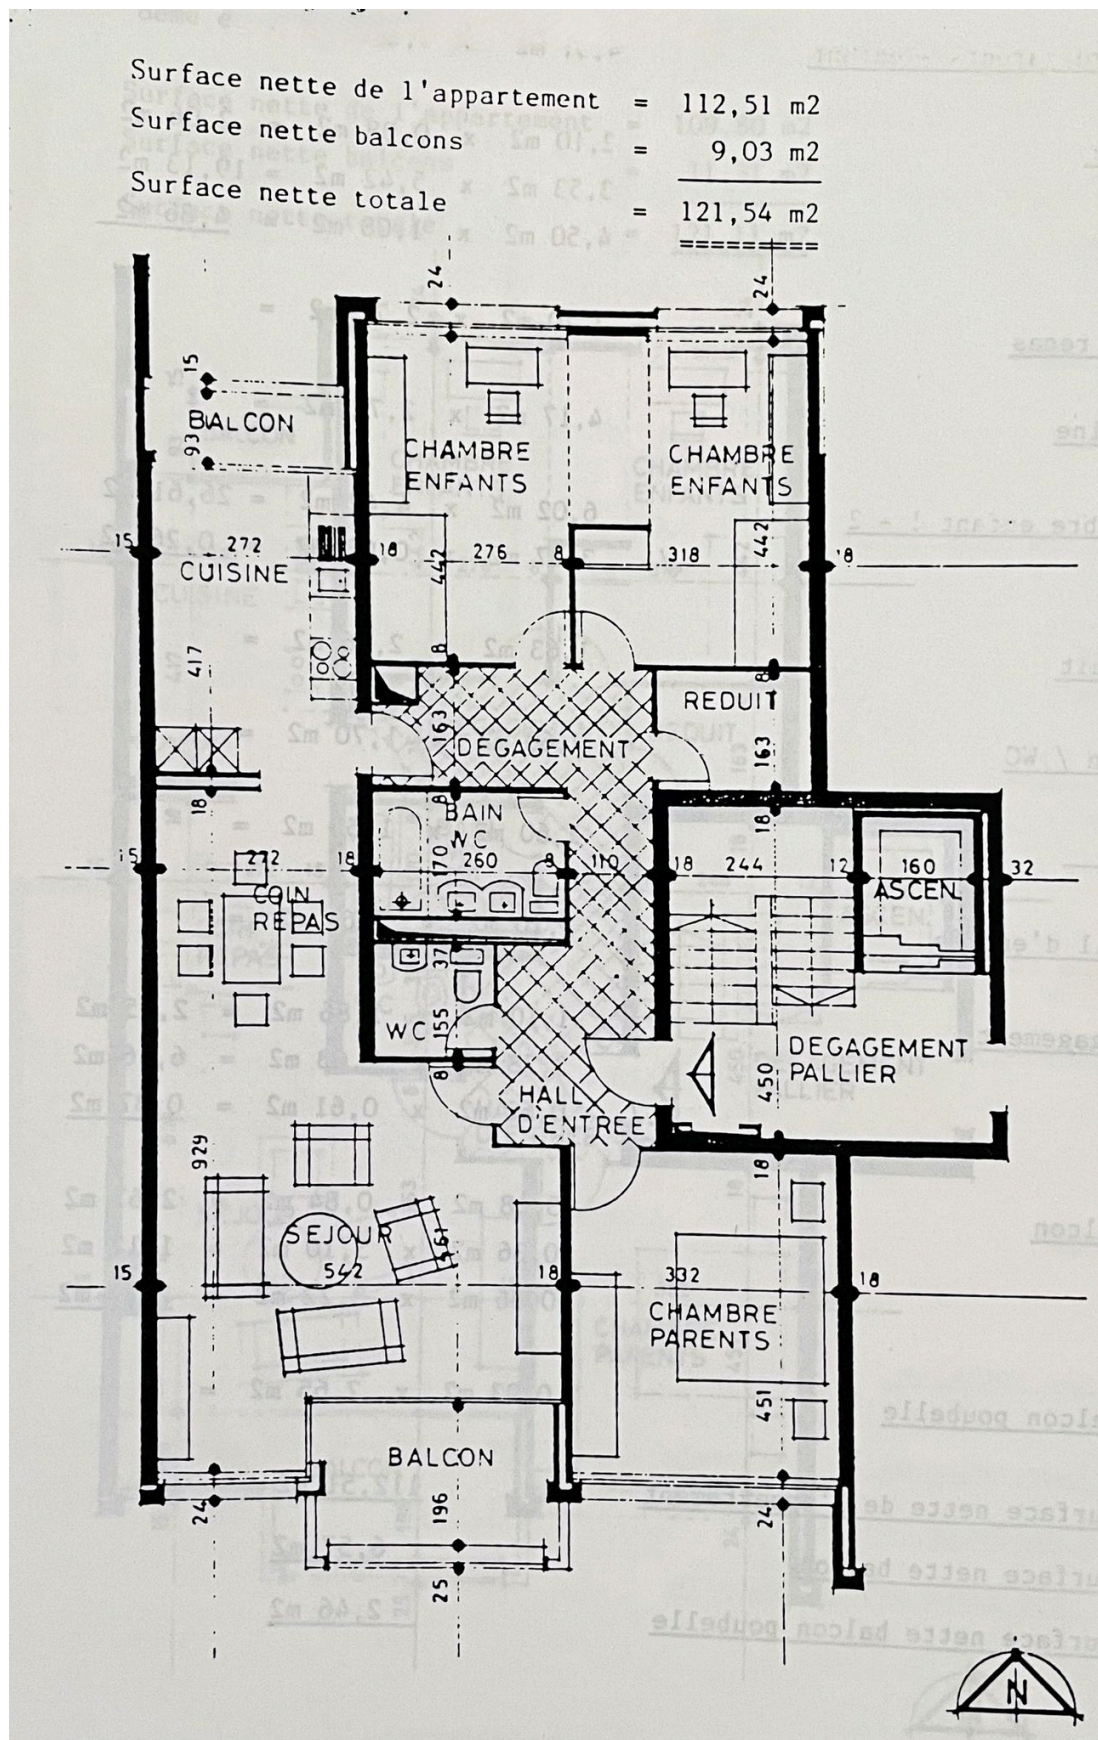 Surface nette de l'appartement = 112,51 m2
Surface nette balcons = 9,03 m2
Surface nette totale = 121,54 m2
24
24
15
BALCON
93
CHAMBRE
ENFANTS
CHAMBRE
ENFANTS
15
272
18
442
276
8
318
442
18
CUISINE
417
8
8
REDUIT
163
DEGAGEMENT
163
18
8
BAIN
WC
18
15
272
18
170
260
8
110
18
244
12
160
32
ASCEN.
COIN
REPAS
37
WC
155
8
DEGAGEMENT
PALLIER
450
HALL
D'ENTREE
929
18
SEJOUR
561
15
542
18
332
18
CHAMBRE
PARENTS
451
BALCON
196
24
24
25
N